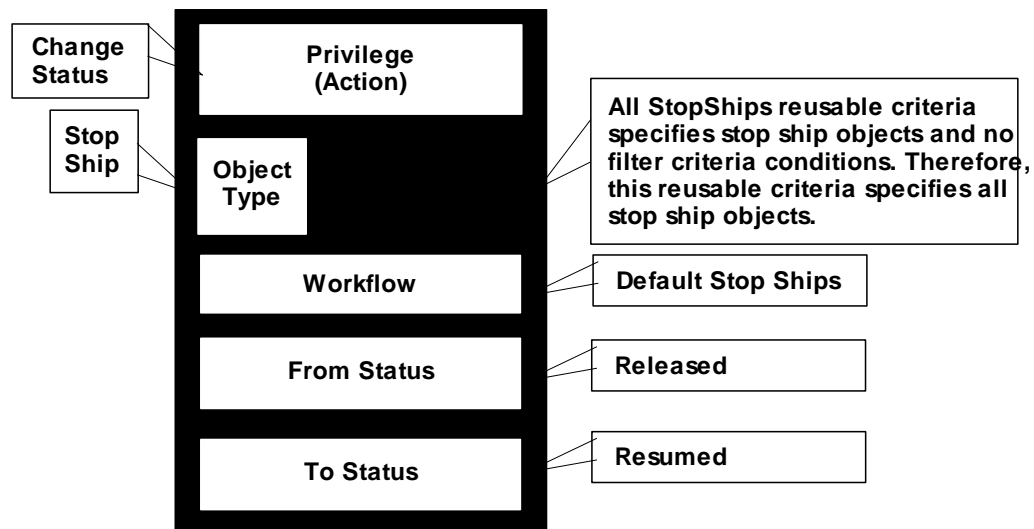 Change
Status
Privilege
(Action)
Stop
Ship
Object
Type
All StopShips reusable criteria
specifies stop ship objects and no
filter criteria conditions. Therefore,
this reusable criteria specifies all
stop ship objects.
Workflow
Default Stop Ships
From Status
Released
To Status
Resumed